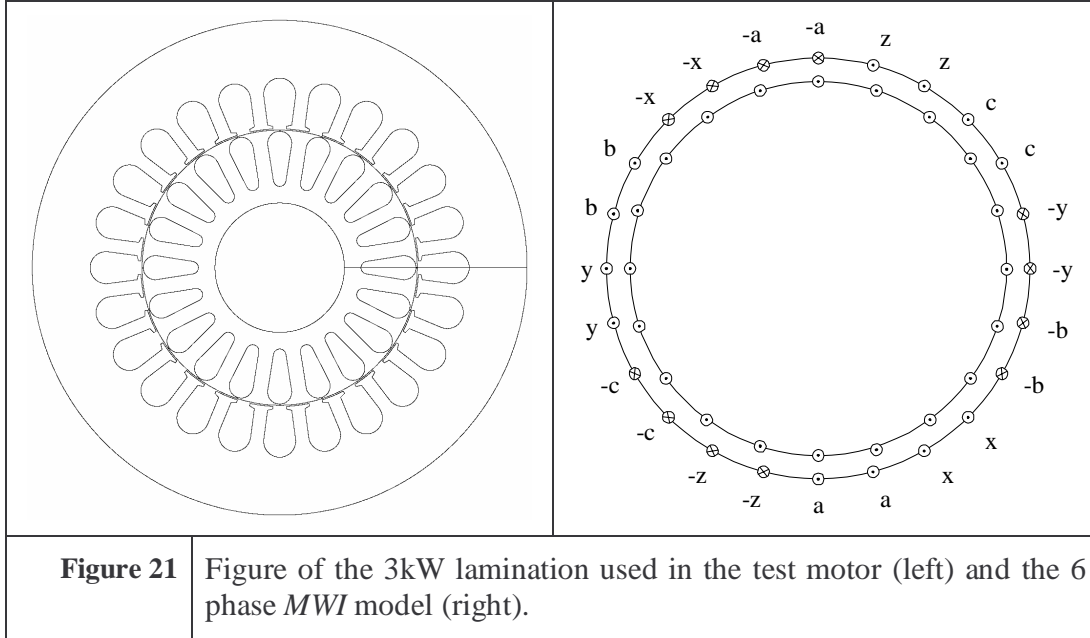 -a
-a
z
-x
z
-x
c
b
c
b
-y
y
-y
y
-b
-c
-b
-c
x
-z
x
-z
a
a
Figure 21
Figure of the 3kW lamination used in the test motor (left) and the 6
phase MWI model (right).